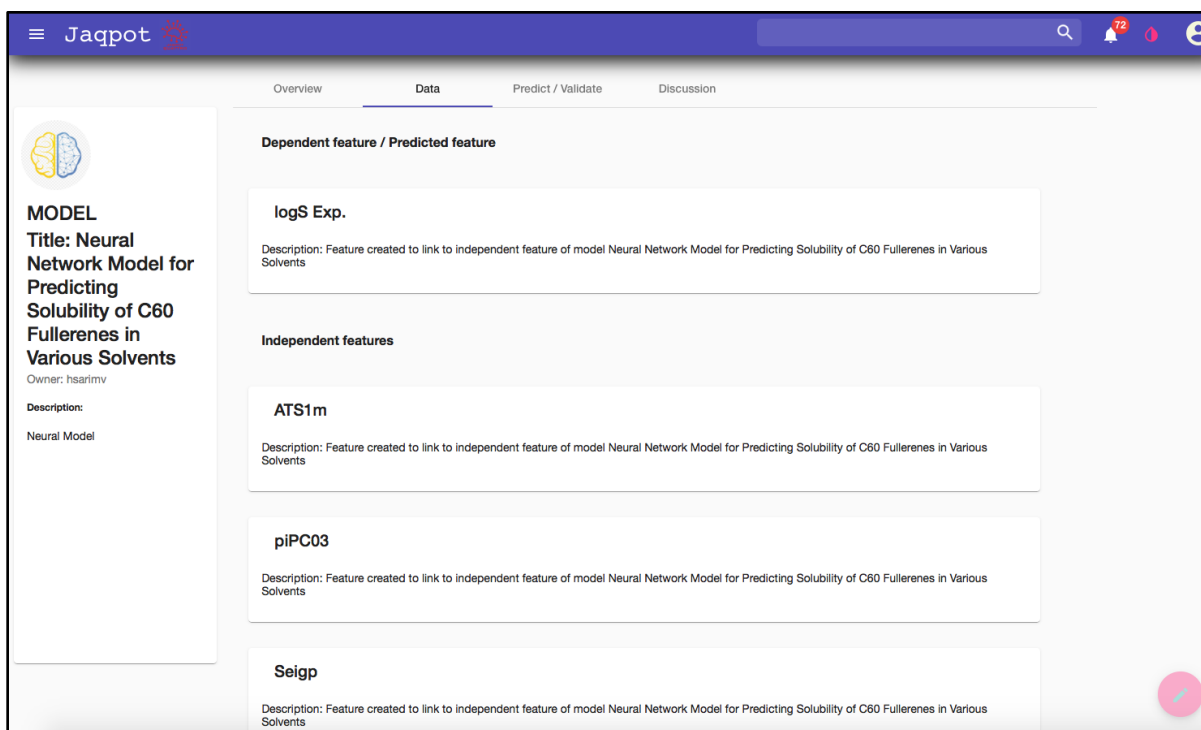 Jaqpot
72
Overview
Data
Predict / Validate
Discussion
MODEL
Title: Neural
Network Model for
Predicting
Solubility of C60
Fullerenes in
Various Solvents
Owner: hsarimv
Description:
Neural Model
Dependent feature / Predicted feature
logS Exp.
Description: Feature created to link to independent feature of model Neural Network Model for Predicting Solubility of C60 Fullerenes in Various
Solvents
Independent features
ATS1m
Description: Feature created to link to independent feature of model Neural Network Model for Predicting Solubility of C60 Fullerenes in Various
Solvents
piPC03
Description: Feature created to link to independent feature of model Neural Network Model for Predicting Solubility of C60 Fullerenes in Various
Solvents
Seigp
Description: Feature created to link to independent feature of model Neural Network Model for Predicting Solubility of C60 Fullerenes in Various
Solvents